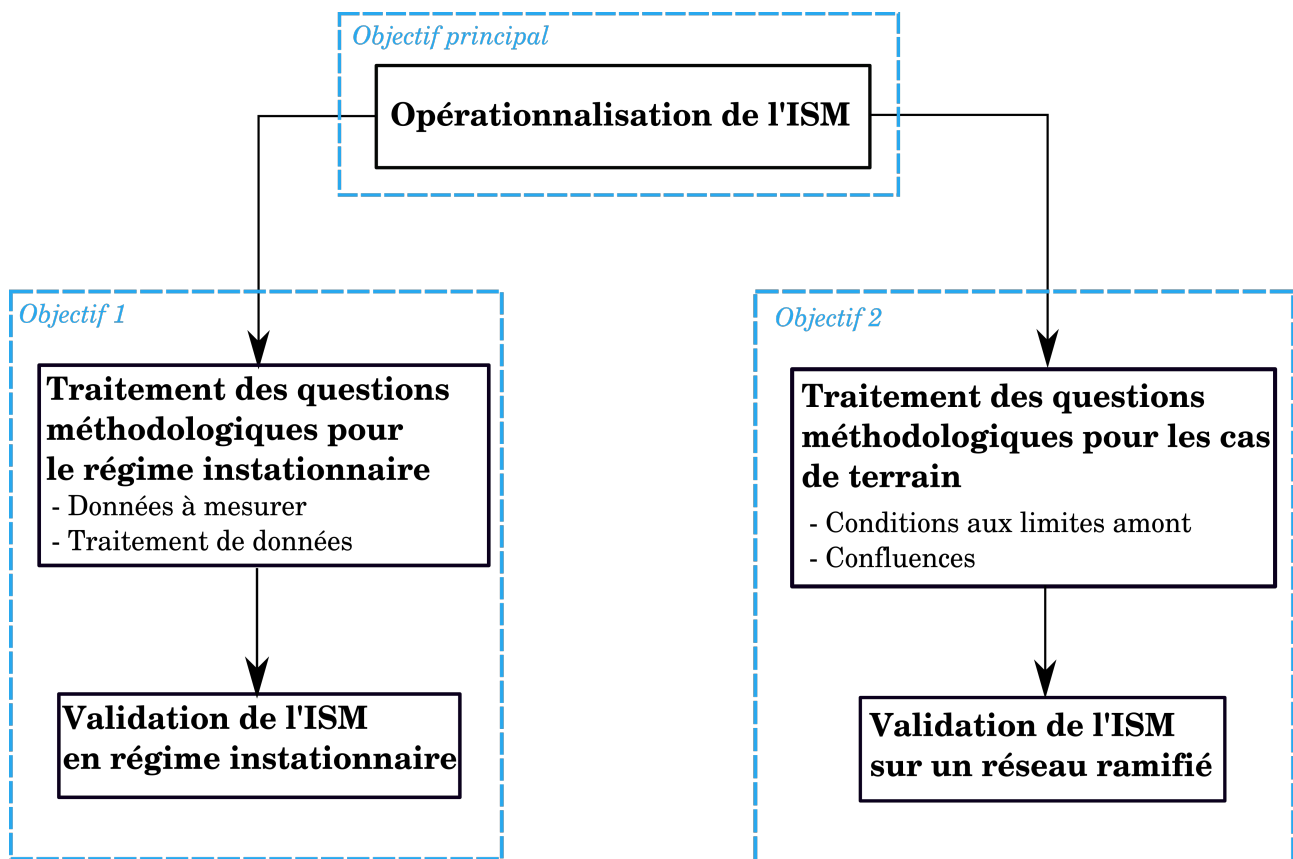 Objectif principal
Opérationnalisation de l'ISM
Objectif 1
Traitement des questions
méthodologiques pour
le régime instationnaire
- Données à mesurer
- Traitement de données
Validation de l'ISM
en régime instationnaire
Objectif 2
Traitement des questions
méthodologiques pour les cas
de terrain
- Conditions aux limites amont
- Confluences
Validation de l'ISM
sur un réseau ramifié